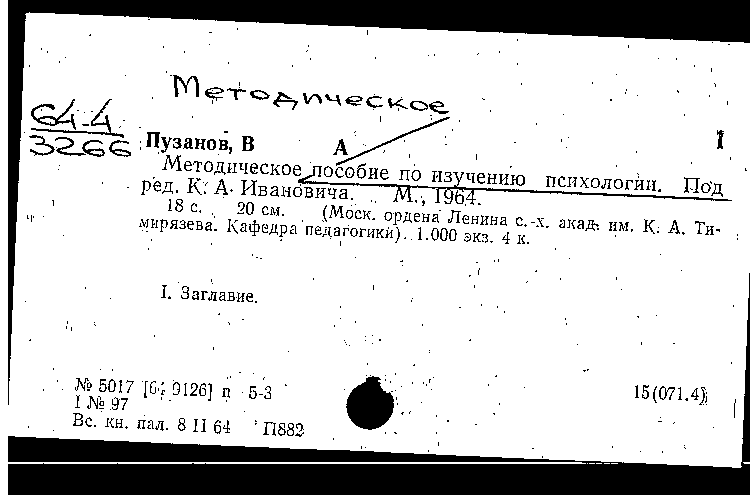 Методическое
64-4
3266
Пузанов, В А I
Методическое пособие по изучению психологии. Под
ред. К. А. Ивановича. М., 1964.
18 с. 20 см. (Моск. ордена Ленина с.-х. акад. им. К. А. Ти-
мирязева. Кафедра педагогики). 1.000 экз. 4 к.
I. Заглавие.
№ 5017 [64 9126] п 5-3 15(071.4)
I № 97
Вс. кн. пал. 8 II 64 П882